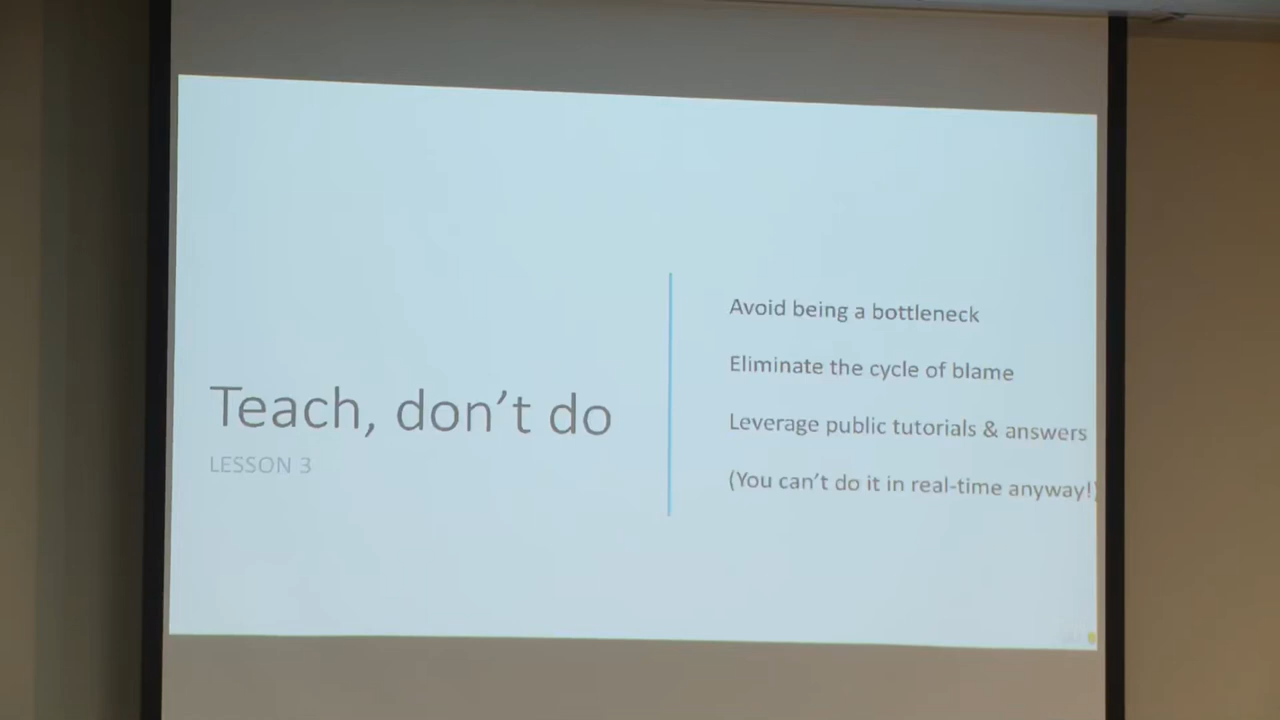 Teach, don't do
LESSON 3
Avoid being a bottleneck
Eliminate the cycle of blame
Leverage public tutorials & answers
(You can't do it in real-time anyway!)